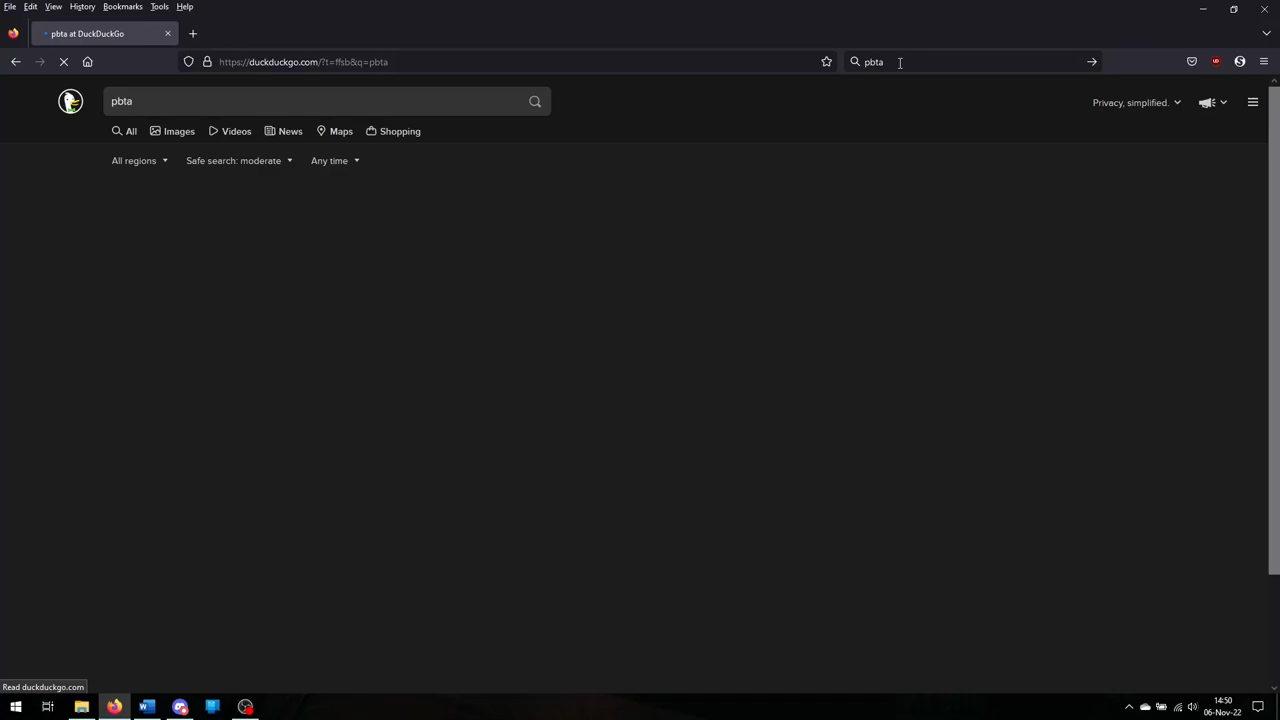 File Edit View History Bookmarks Tools Help
pbta at DuckDuckGo
https://duckduckgo.com/?t=ffsb&q=pbta
pbta
pbta
Privacy, simplified.
All Images Videos News Maps Shopping
All regions Safe search: moderate Any time
Read duckduckgo.com
14:50
06-Nov-22